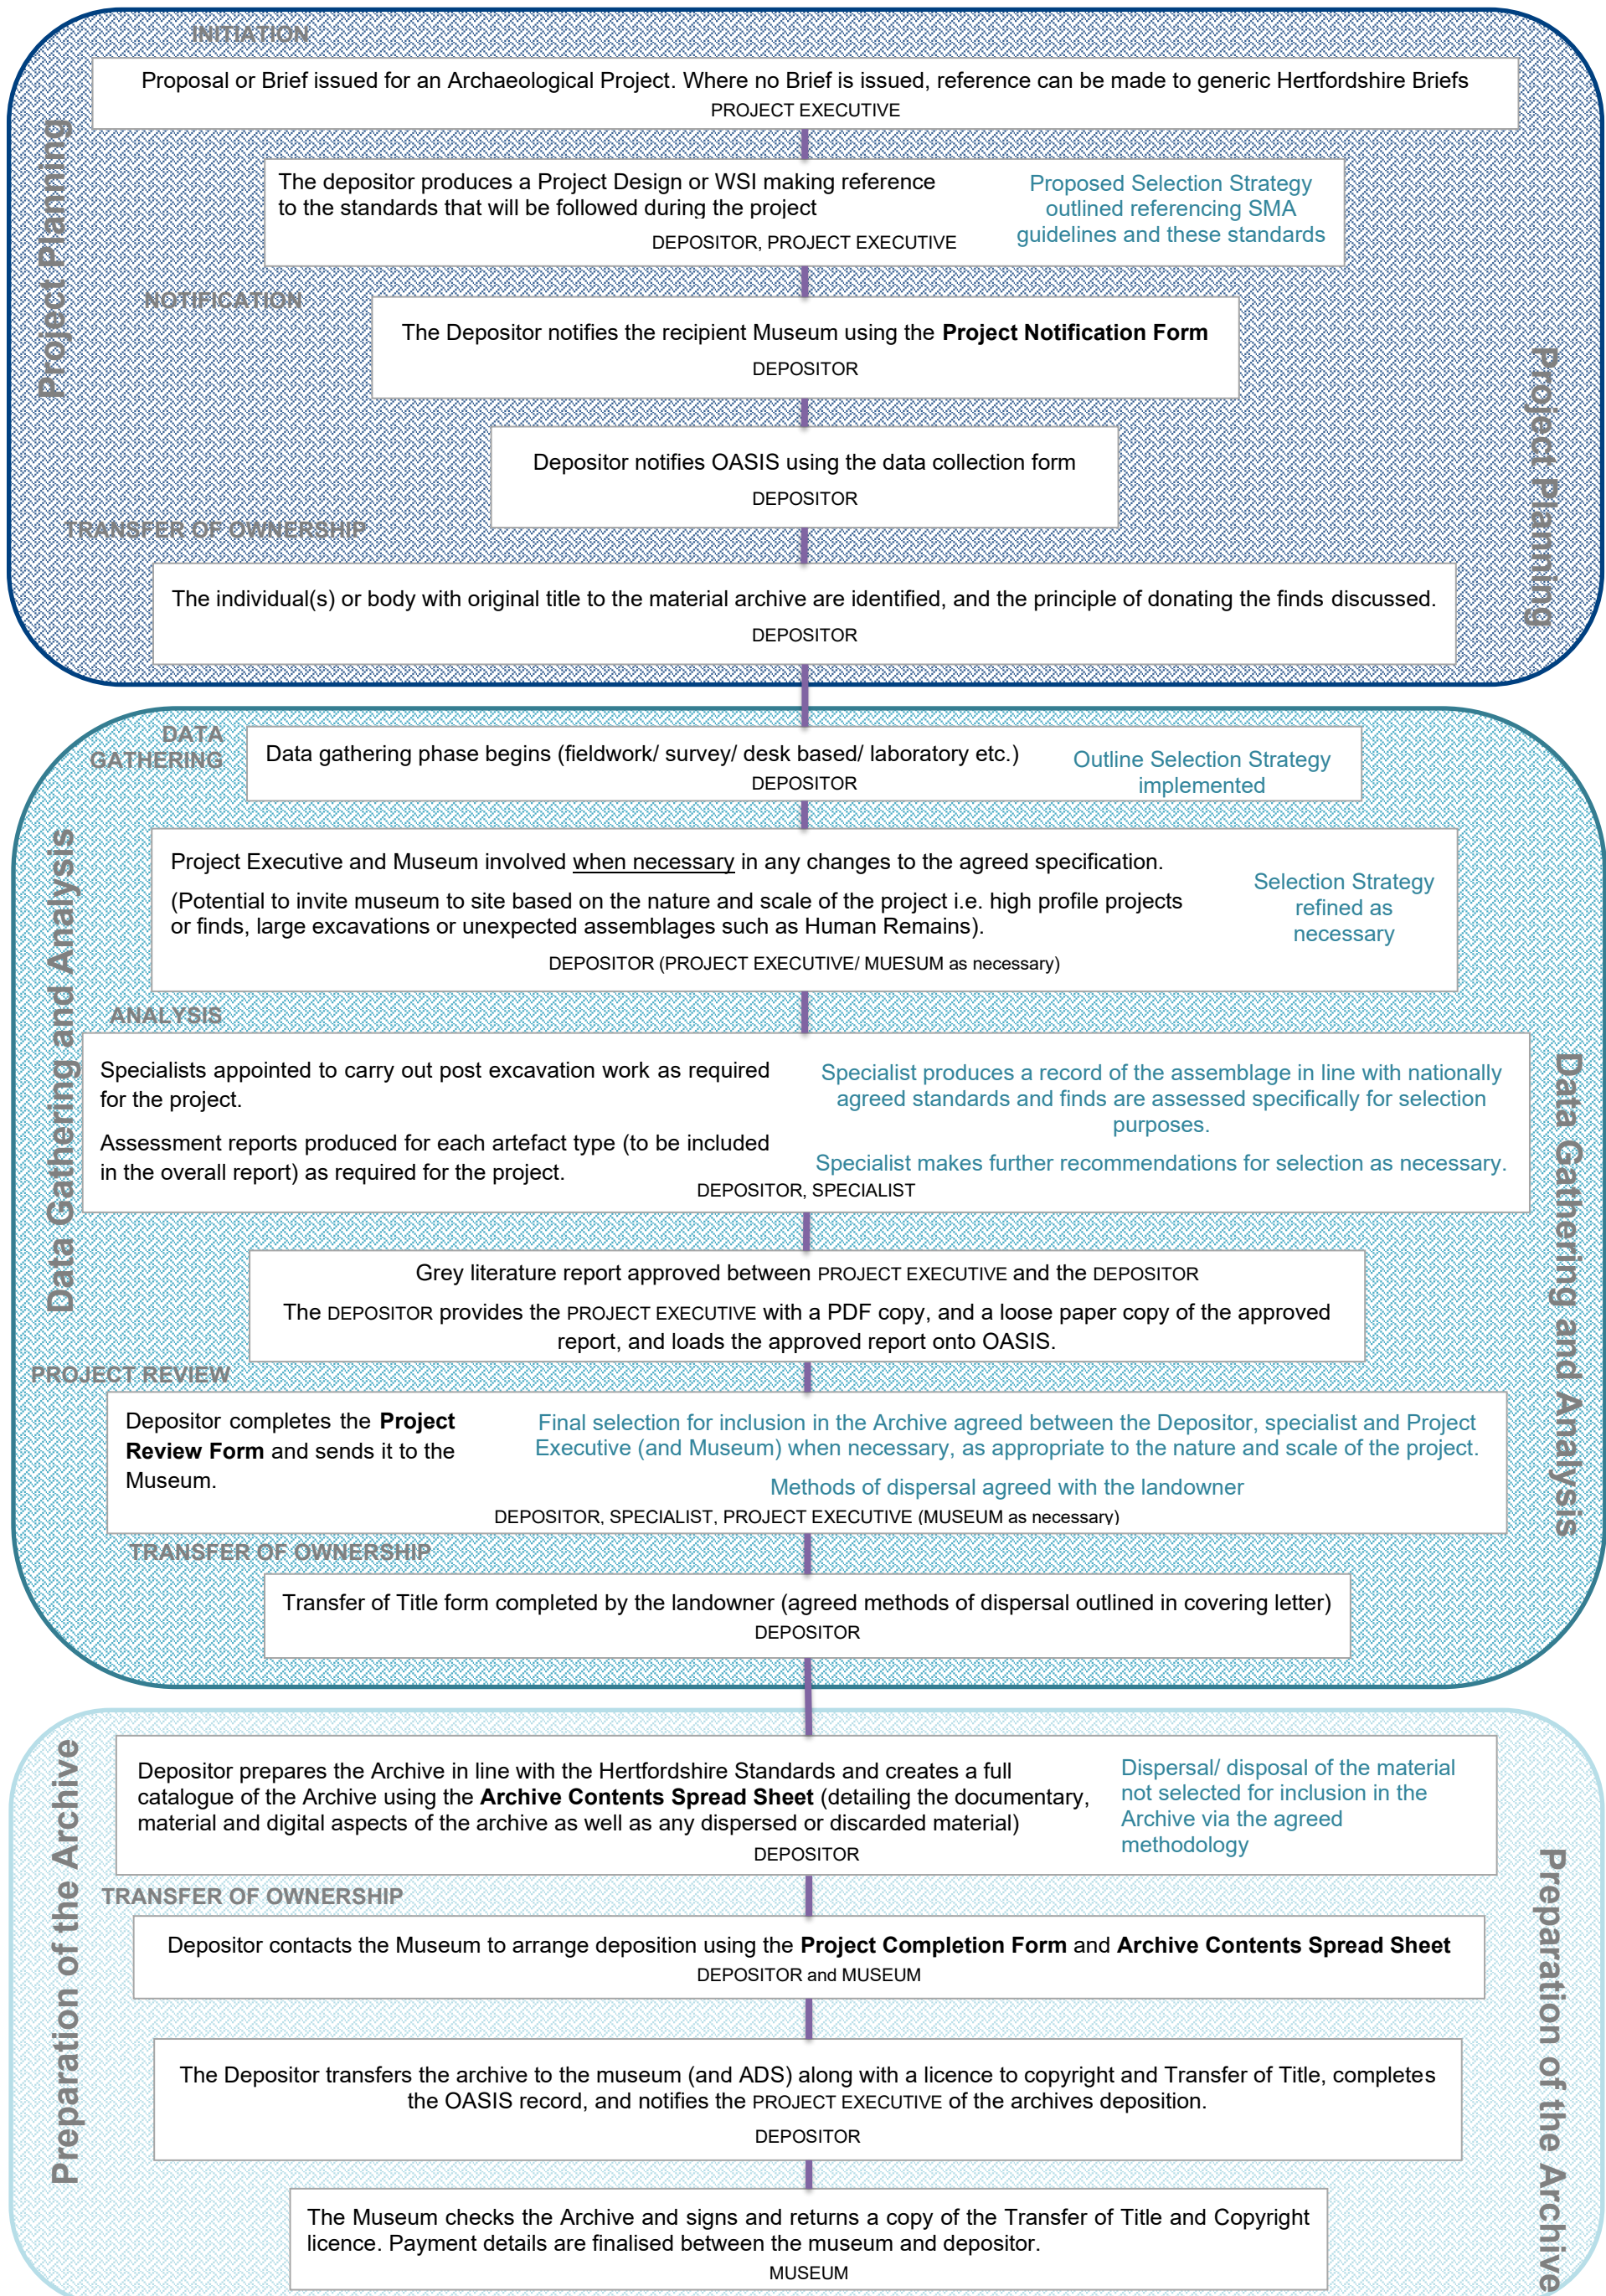 INITIATION
Proposal or Brief issued for an Archaeological Project. Where no Brief is issued, reference can be made to generic Hertfordshire Briefs
PROJECT EXECUTIVE
Project Planning
The depositor produces a Project Design or WSI making reference
to the standards that will be followed during the project
DEPOSITOR, PROJECT EXECUTIVE
Proposed Selection Strategy
outlined referencing SMA
guidelines and these standards
NOTIFICATION
The Depositor notifies the recipient Museum using the Project Notification Form
DEPOSITOR
Project Planning
Depositor notifies OASIS using the data collection form
DEPOSITOR
TRANSFER OF OWNERSHIP
The individual(s) or body with original title to the material archive are identified, and the principle of donating the finds discussed.
DEPOSITOR
DATA
GATHERING
Data gathering phase begins (fieldwork/ survey/ desk based/ laboratory etc.)
DEPOSITOR
Outline Selection Strategy
implemented
Data Gathering and Analysis
Project Executive and Museum involved when necessary in any changes to the agreed specification.
(Potential to invite museum to site based on the nature and scale of the project i.e. high profile projects
or finds, large excavations or unexpected assemblages such as Human Remains).
DEPOSITOR (PROJECT EXECUTIVE/ MUESUM as necessary)
Selection Strategy
refined as
necessary
ANALYSIS
Specialists appointed to carry out post excavation work as required
for the project.
Assessment reports produced for each artefact type (to be included
in the overall report) as required for the project.
Specialist produces a record of the assemblage in line with nationally
agreed standards and finds are assessed specifically for selection
purposes.
Specialist makes further recommendations for selection as necessary.
DEPOSITOR, SPECIALIST
Data Gathering and Analysis
Grey literature report approved between PROJECT EXECUTIVE and the DEPOSITOR
The DEPOSITOR provides the PROJECT EXECUTIVE with a PDF copy, and a loose paper copy of the approved
report, and loads the approved report onto OASIS.
PROJECT REVIEW
Depositor completes the Project
Review Form and sends it to the
Museum.
Final selection for inclusion in the Archive agreed between the Depositor, specialist and Project
Executive (and Museum) when necessary, as appropriate to the nature and scale of the project.
Methods of dispersal agreed with the landowner
DEPOSITOR, SPECIALIST, PROJECT EXECUTIVE (MUSEUM as necessary)
TRANSFER OF OWNERSHIP
Transfer of Title form completed by the landowner (agreed methods of dispersal outlined in covering letter)
DEPOSITOR
Preparation of the Archive
Depositor prepares the Archive in line with the Hertfordshire Standards and creates a full
catalogue of the Archive using the Archive Contents Spread Sheet (detailing the documentary,
material and digital aspects of the archive as well as any dispersed or discarded material)
DEPOSITOR
Dispersal/ disposal of the material
not selected for inclusion in the
Archive via the agreed
methodology
TRANSFER OF OWNERSHIP
Depositor contacts the Museum to arrange deposition using the Project Completion Form and Archive Contents Spread Sheet
DEPOSITOR and MUSEUM
Preparation of the Archive
The Depositor transfers the archive to the museum (and ADS) along with a licence to copyright and Transfer of Title, completes
the OASIS record, and notifies the PROJECT EXECUTIVE of the archives deposition.
DEPOSITOR
The Museum checks the Archive and signs and returns a copy of the Transfer of Title and Copyright
licence. Payment details are finalised between the museum and depositor.
MUSEUM